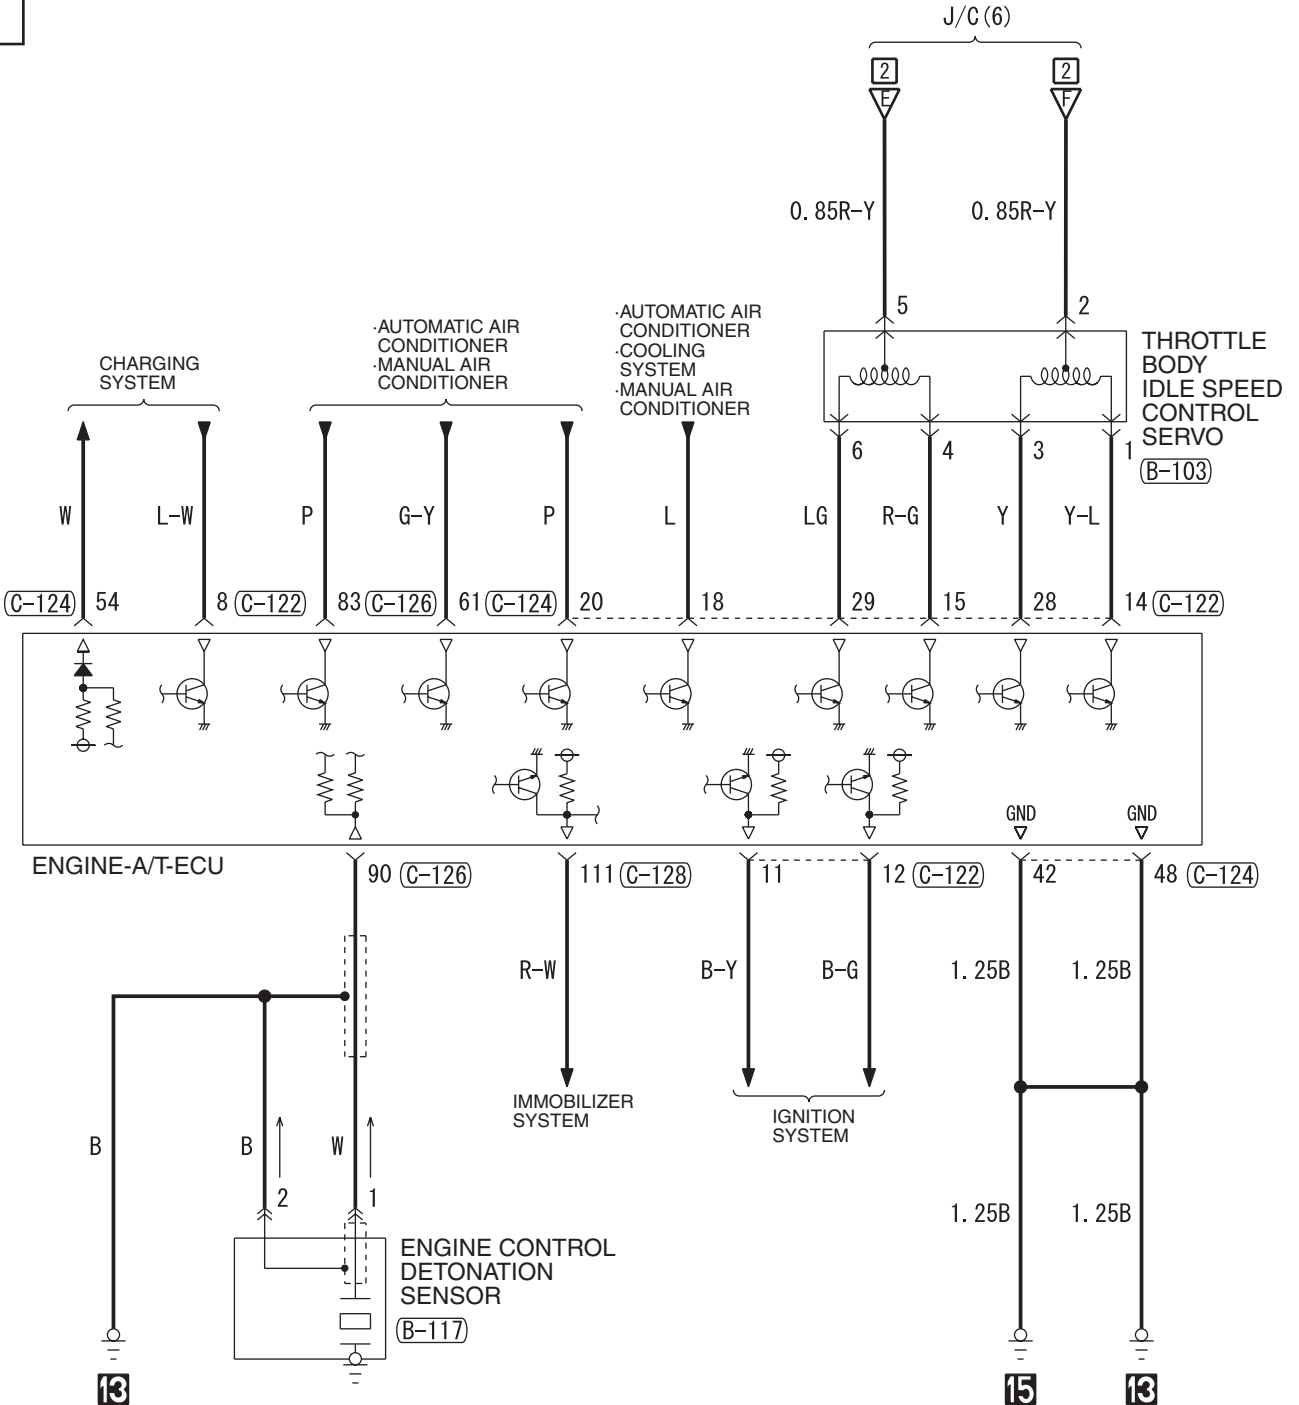 J/C(6)
2 2
E F
0.85R-Y 0.85R-Y
5 2
THROTTLE
BODY
IDLE SPEED
CONTROL
SERVO
B-103
CHARGING
SYSTEM
·AUTOMATIC AIR
CONDITIONER
·MANUAL AIR
CONDITIONER
·AUTOMATIC AIR
CONDITIONER
·COOLING
SYSTEM
·MANUAL AIR
CONDITIONER
6 4 3 1
W L-W P G-Y P L LG R-G Y Y-L
C-124 54 8 C-122 83 C-126 61 C-124 20 18 29 15 28 14 C-122
GND GND
ENGINE-A/T-ECU
90 C-126 111 C-128 11 12 C-122 42 48 C-124
R-W B-Y B-G 1.25B 1.25B
IMMOBILIZER
SYSTEM
IGNITION
SYSTEM
B B W
2 1
1.25B 1.25B
ENGINE CONTROL
DETONATION
SENSOR
B-117
13 15 13